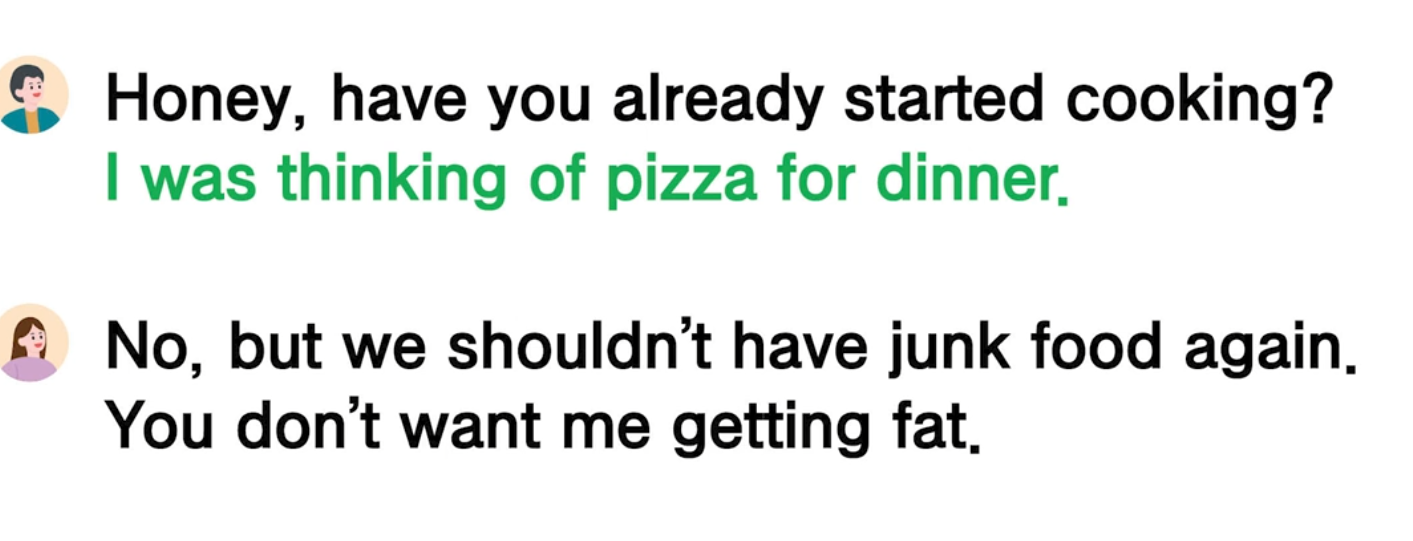 Honey, have you already started cooking?
I was thinking of pizza for dinner.
No, but we shouldn’t have junk food again.
You don’t want me getting fat.